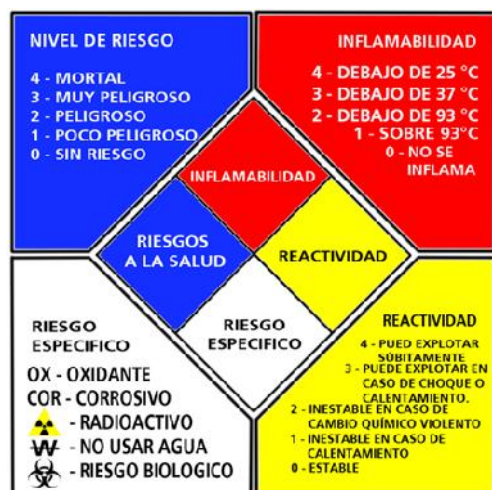 NIVEL DE RIESGO
4 - MORTAL
3 - MUY PELIGROSO
2 - PELIGROSO
1 - POCO PELIGROSO
0 - SIN RIESGO
INFLAMABILIDAD
4 - DEBAJO DE 25 °C
3 - DEBAJO DE 37 °C
2 - DEBAJO DE 93 °C
1 - SOBRE 93°C
0 - NO SE
INFLAMA
INFLAMABILIDAD
RIESGOS
A LA SALUD
REACTIVIDAD
RIESGO
ESPECIFICO
RIESGO
ESPECIFICO
OX - OXIDANTE
COR - CORROSIVO
- RADIOACTIVO
W - NO USAR AGUA
- RIESGO BIOLOGICO
REACTIVIDAD
4 - PUED EXPLOTAR
SÚBITAMENTE
3 - PUEDE EXPLOTAR EN
CASO DE CHOQUE O
CALENTAMIENTO.
2 - INESTABLE EN CASO DE
CAMBIO QUÍMICO VIOLENTO
1 - INESTABLE EN CASO DE
CALENTAMIENTO
0 - ESTABLE